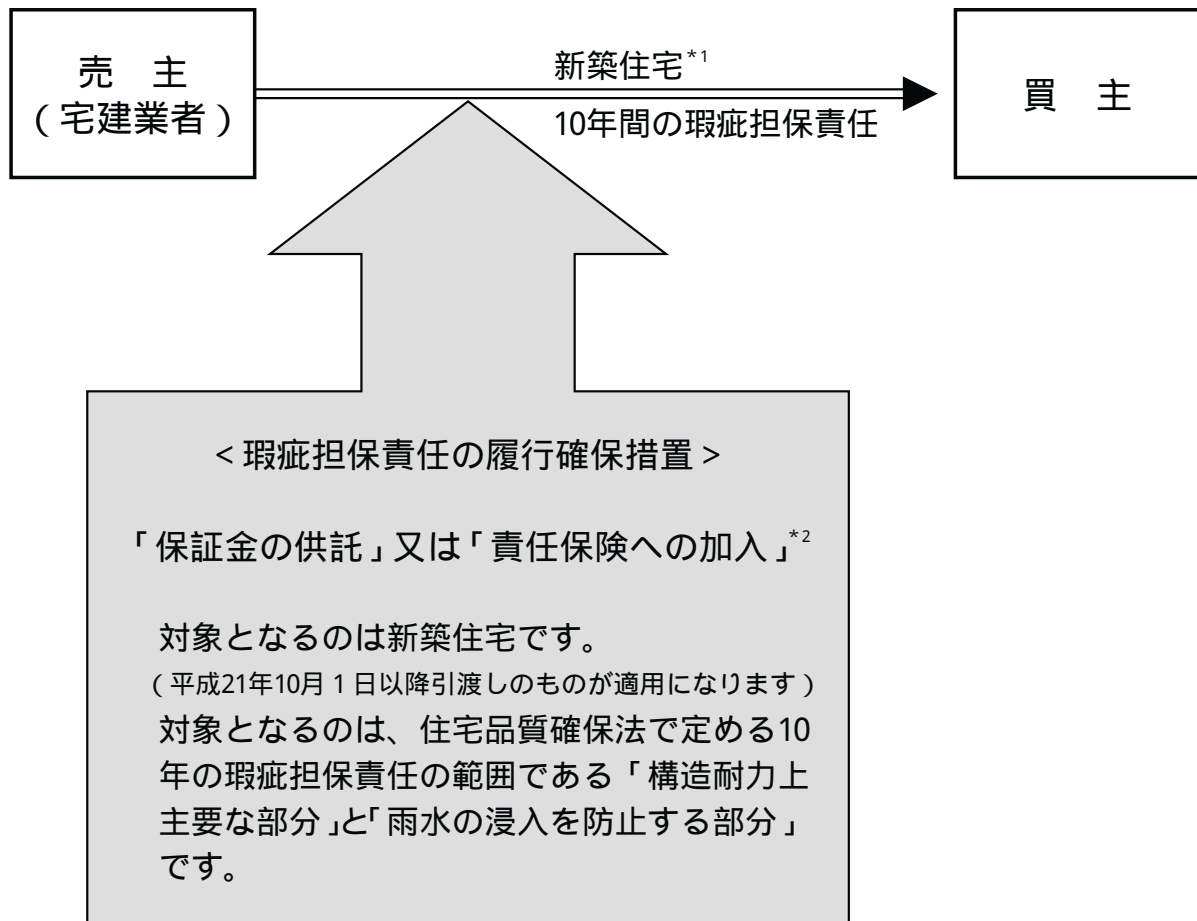 売　主
（宅建業者）
新築住宅*1
10年間の瑕疵担保責任
買　主
＜瑕疵担保責任の履行確保措置＞
「保証金の供託」又は「責任保険への加入」*2
対象となるのは新築住宅です。
（平成21年10月１日以降引渡しのものが適用になります）
対象となるのは、住宅品質確保法で定める10
年の瑕疵担保責任の範囲である「構造耐力上
主要な部分」と「雨水の浸入を防止する部分」
です。